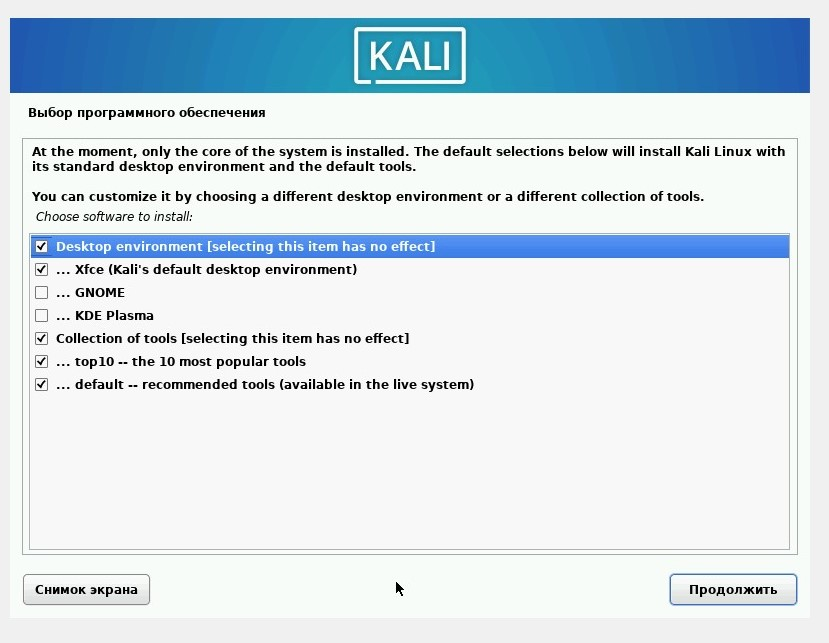 KALI
Выбор программного обеспечения
At the moment, only the core of the system is installed. The default selections below will install Kali Linux with
its standard desktop environment and the default tools.
You can customize it by choosing a different desktop environment or a different collection of tools.
Choose software to install:
Desktop environment [selecting this item has no effect]
... Xfce (Kali's default desktop environment)
... GNOME
... KDE Plasma
Collection of tools [selecting this item has no effect]
... top10 -- the 10 most popular tools
... default -- recommended tools (available in the live system)
Снимок экрана
Продолжить